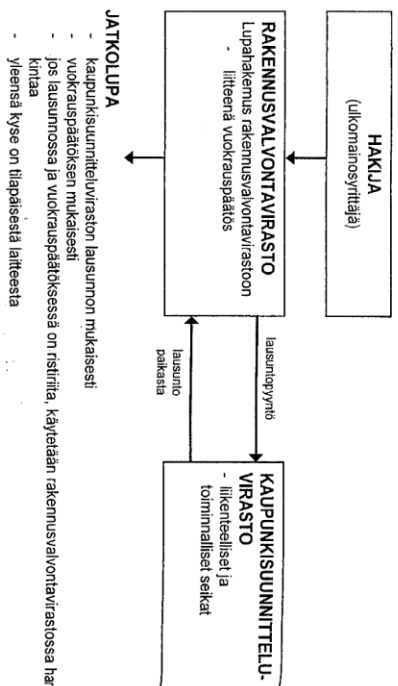 HAKIJA
(ulkomainosyrittäjä)
RAKENNUSVALVONTAVIRASTO
Lupahakemus rakennusvalvontavirastoon
- liitteenä vuokrauspäätös
lausuntopyyntö
lausunto
paikasta
KAUPUNKISUUNNITTELU-
VIRASTO
- liikenteelliset ja
toiminnalliset seikat
JATKOLUPA
- kaupunkisuunnitteluviraston lausunnon mukaisesti
- vuokrauspäätöksen mukaisesti
- jos lausunnossa ja vuokrauspäätöksessä on ristiriita, käytetään rakennusvalvontavirastossa har
kintaa
- yleensä kyse on tilapäisestä laitteesta